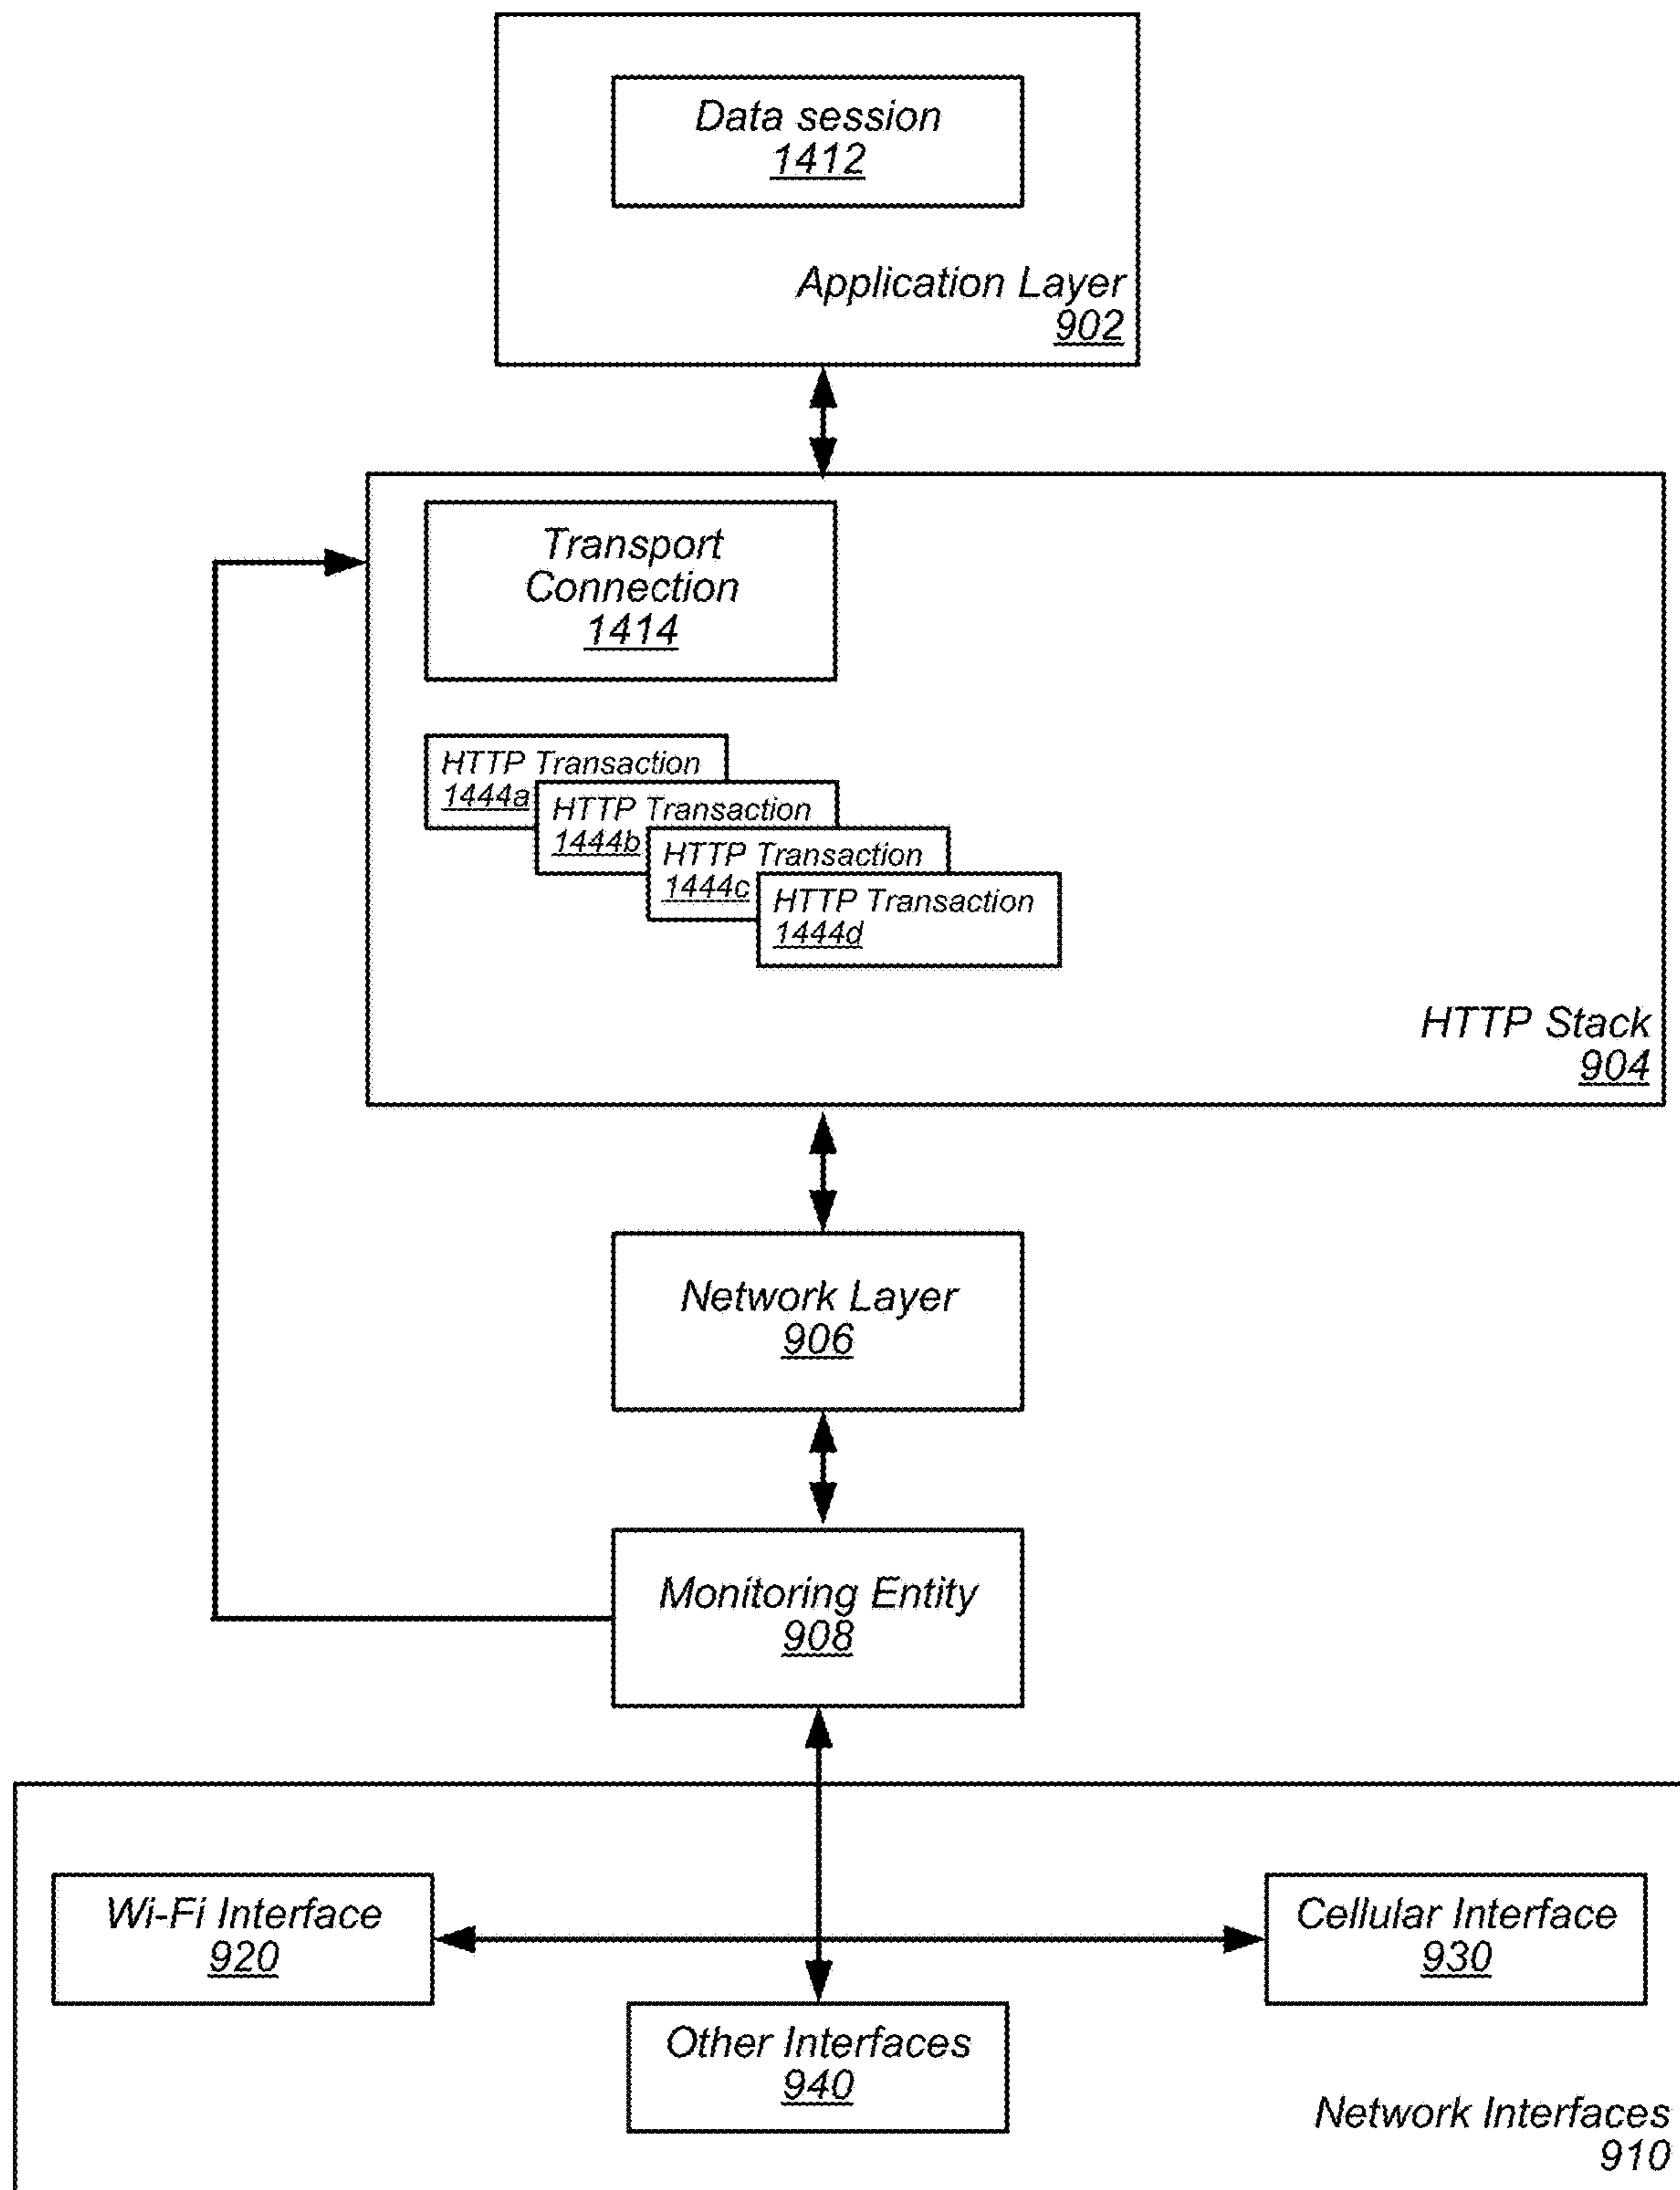 Data session
1412
Application Layer
902
Transport
Connection
1414
HTTP Transaction
1444a
HTTP Transaction
1444b
HTTP Transaction
1444c
HTTP Transaction
1444d
HTTP Stack
904
Network Layer
906
Monitoring Entity
908
Wi-Fi Interface
920
Cellular Interface
930
Other Interfaces
940
Network Interfaces
910